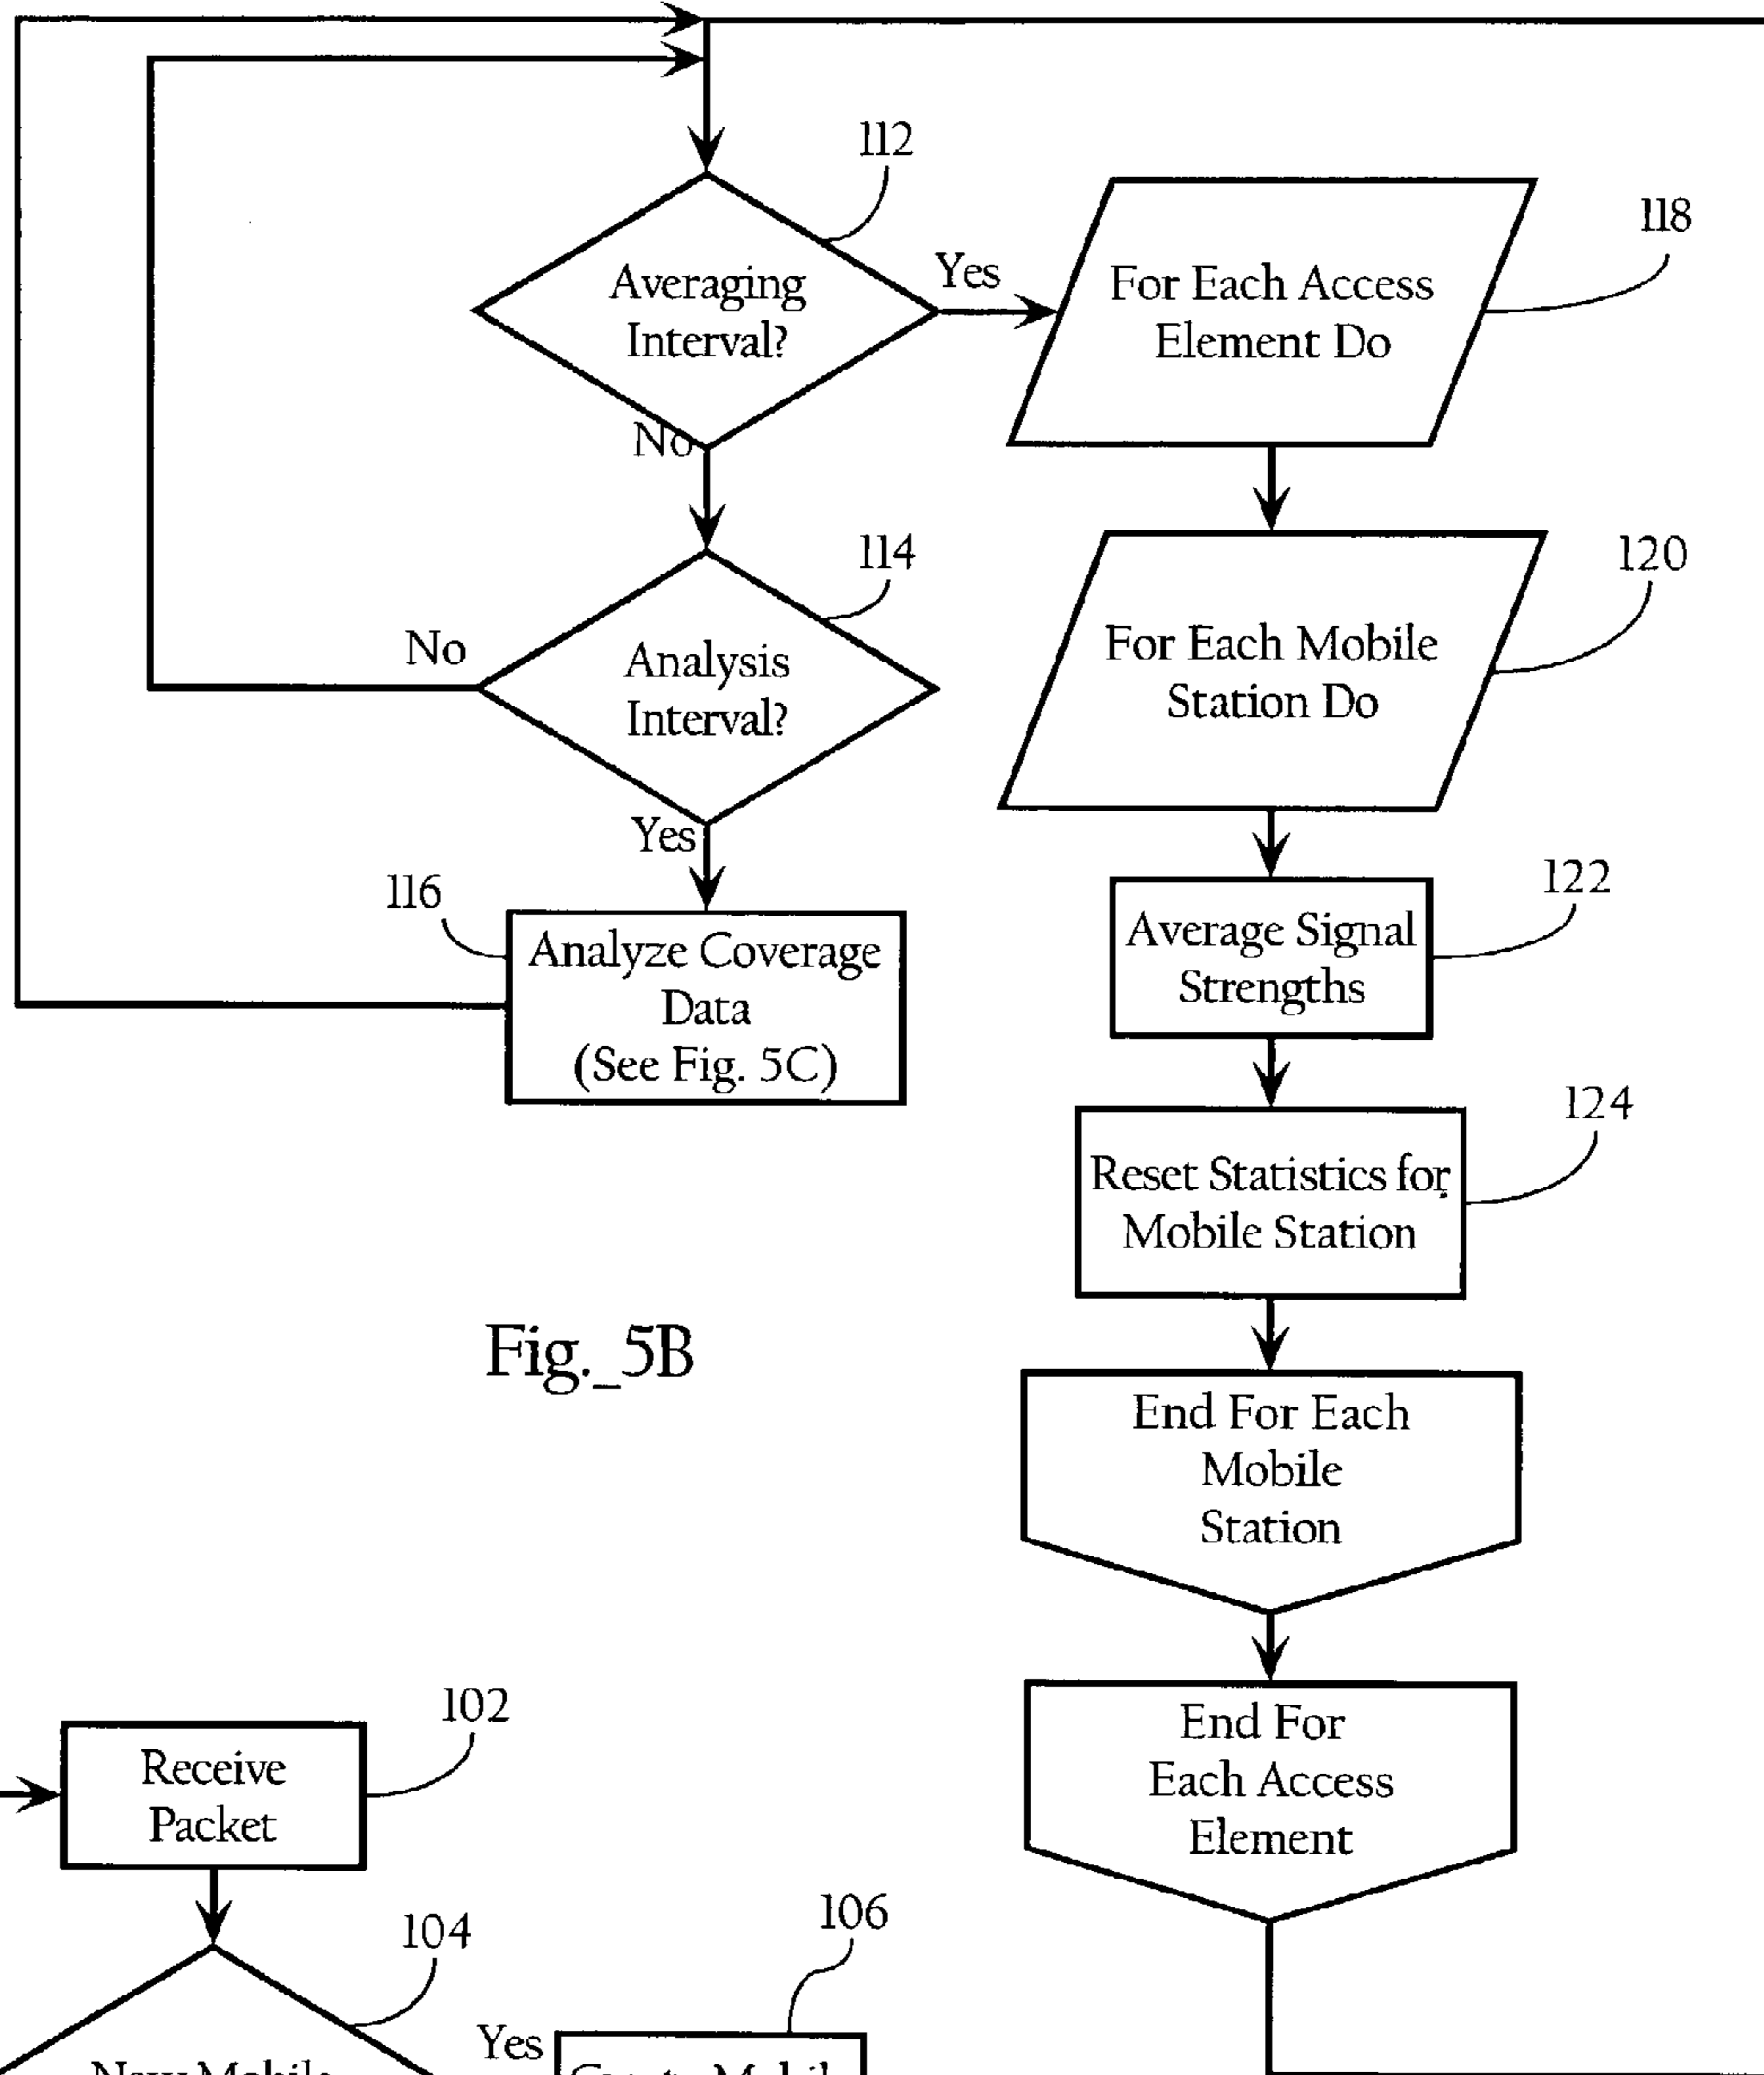 112
Averaging
Interval?
Yes
No
118
For Each Access
Element Do
114
Analysis
Interval?
No
Yes
120
For Each Mobile
Station Do
116
Analyze Coverage
Data
(See Fig. 5C)
122
Average Signal
Strengths
124
Reset Statistics for
Mobile Station
Fig._5B
End For Each
Mobile
Station
End For
Each Access
Element
102
Receive
Packet
104
106
Yes
New Mobile